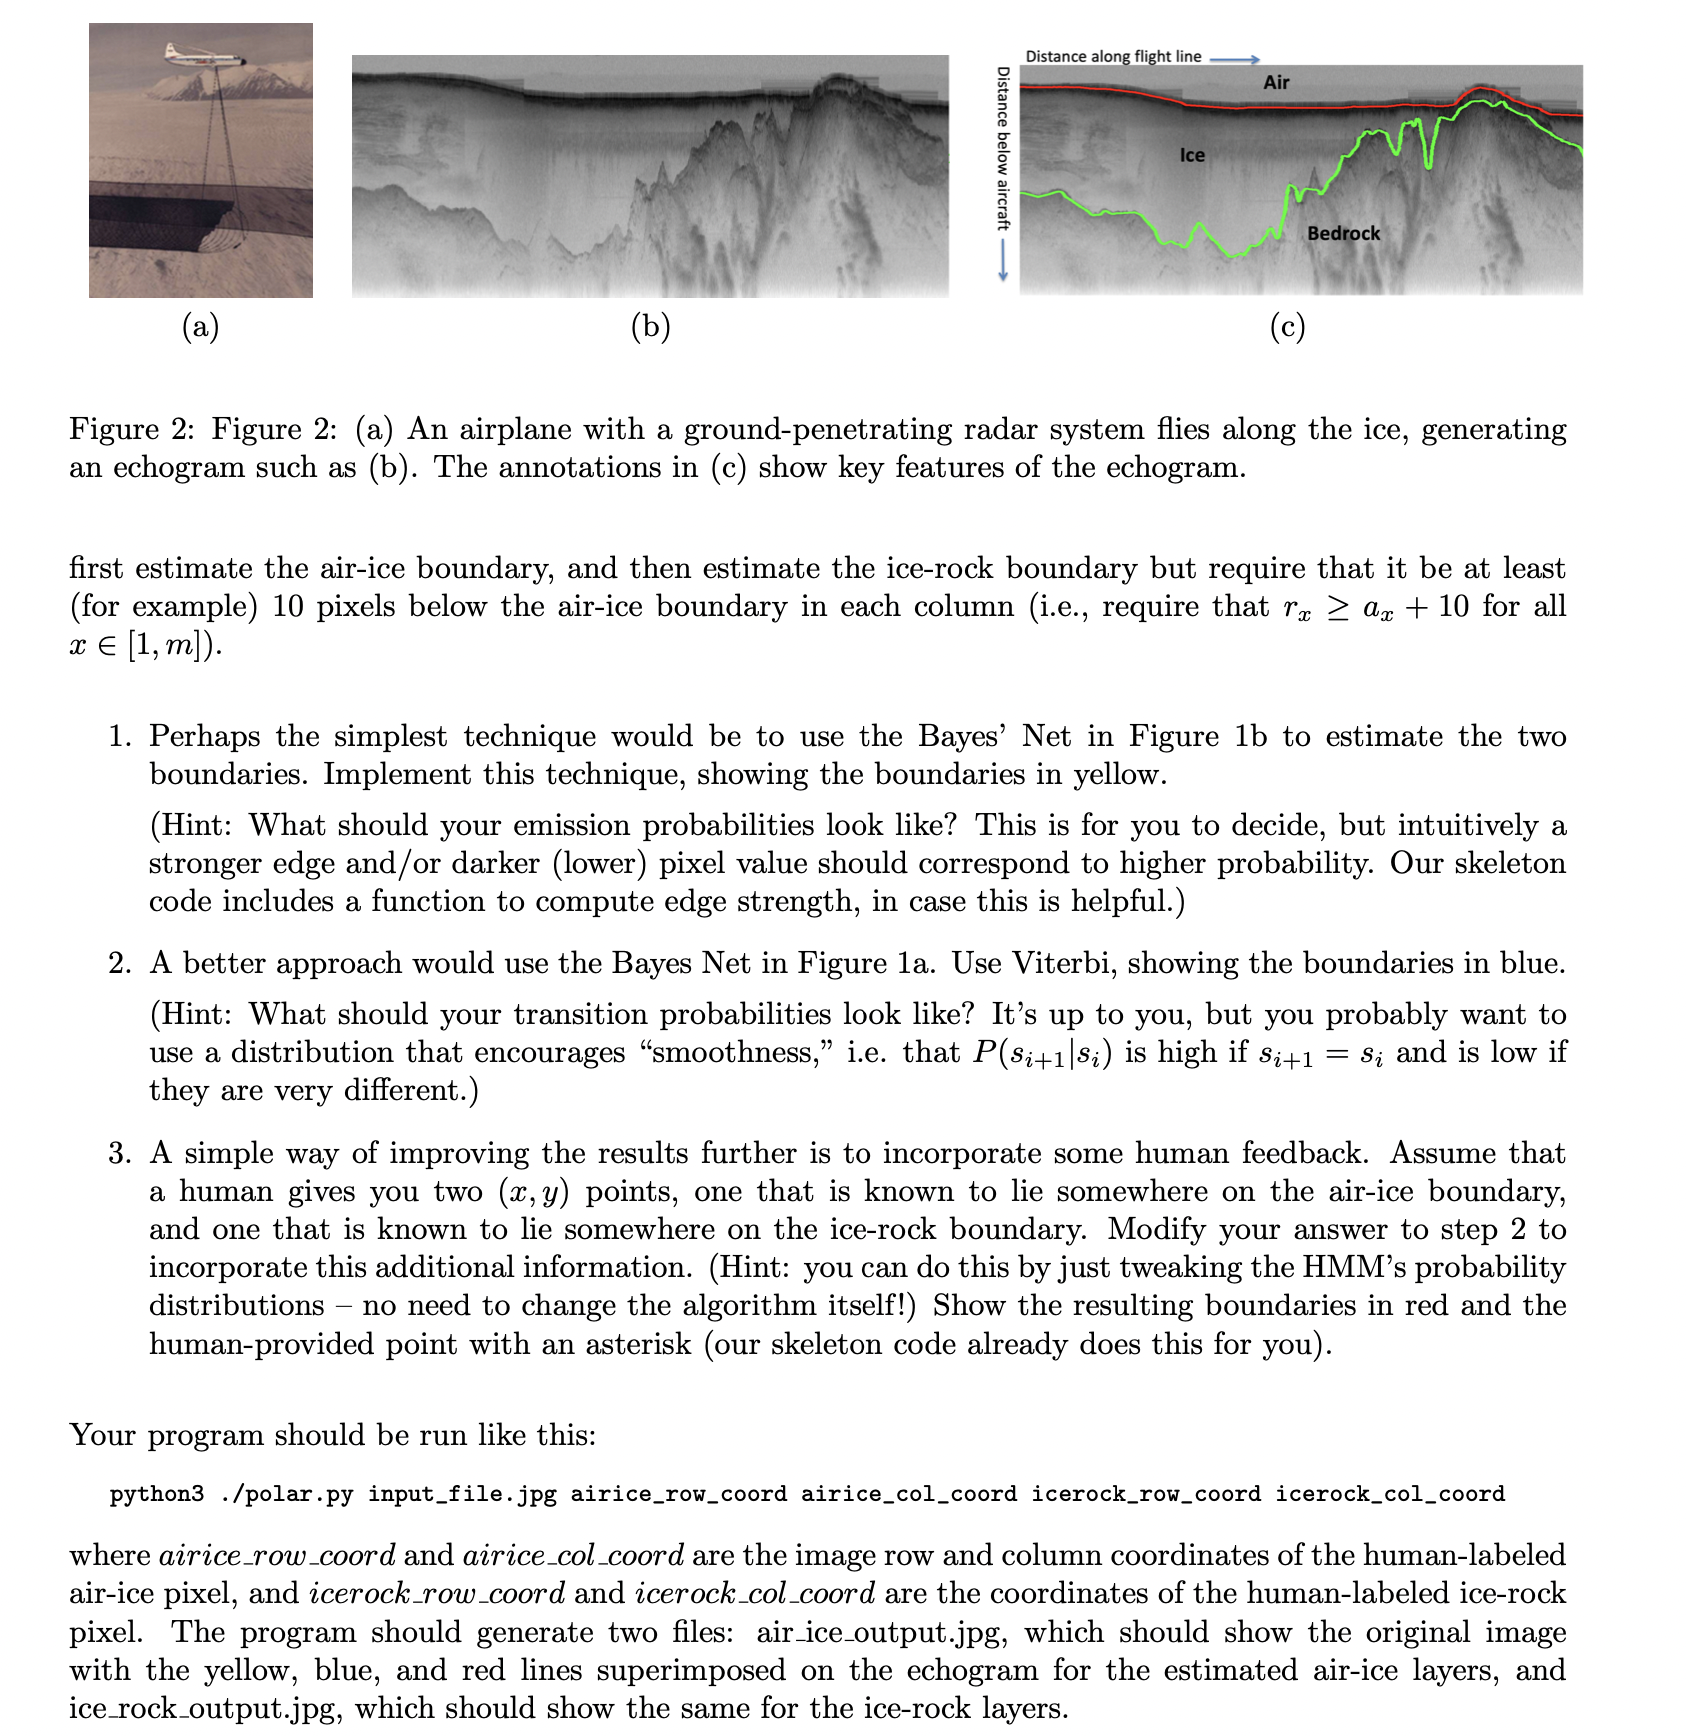 Distance along flight line
Air
Distance below aircraft
Ice
Bedrock
(a)
(b)
(c)
Figure 2: Figure 2: (a) An airplane with a ground-penetrating radar system flies along the ice, generating
an echogram such as (b). The annotations in (c) show key features of the echogram.
first estimate the air-ice boundary, and then estimate the ice-rock boundary but require that it be at least
(for example) 10 pixels below the air-ice boundary in each column (i.e., require that rₓ ≥ aₓ + 10 for all
x ∈ [1, m]).
1. Perhaps the simplest technique would be to use the Bayes’ Net in Figure 1b to estimate the two
boundaries. Implement this technique, showing the boundaries in yellow.
(Hint: What should your emission probabilities look like? This is for you to decide, but intuitively a
stronger edge and/or darker (lower) pixel value should correspond to higher probability. Our skeleton
code includes a function to compute edge strength, in case this is helpful.)
2. A better approach would use the Bayes Net in Figure 1a. Use Viterbi, showing the boundaries in blue.
(Hint: What should your transition probabilities look like? It’s up to you, but you probably want to
use a distribution that encourages “smoothness,” i.e. that P(sᵢ₊₁|sᵢ) is high if sᵢ₊₁ = sᵢ and is low if
they are very different.)
3. A simple way of improving the results further is to incorporate some human feedback. Assume that
a human gives you two (x, y) points, one that is known to lie somewhere on the air-ice boundary,
and one that is known to lie somewhere on the ice-rock boundary. Modify your answer to step 2 to
incorporate this additional information. (Hint: you can do this by just tweaking the HMM’s probability
distributions – no need to change the algorithm itself!) Show the resulting boundaries in red and the
human-provided point with an asterisk (our skeleton code already does this for you).
Your program should be run like this:
python3 ./polar.py input_file.jpg airice_row_coord airice_col_coord icerock_row_coord icerock_col_coord
where airice_row_coord and airice_col_coord are the image row and column coordinates of the human-labeled
air-ice pixel, and icerock_row_coord and icerock_col_coord are the coordinates of the human-labeled ice-rock
pixel. The program should generate two files: air_ice_output.jpg, which should show the original image
with the yellow, blue, and red lines superimposed on the echogram for the estimated air-ice layers, and
ice_rock_output.jpg, which should show the same for the ice-rock layers.